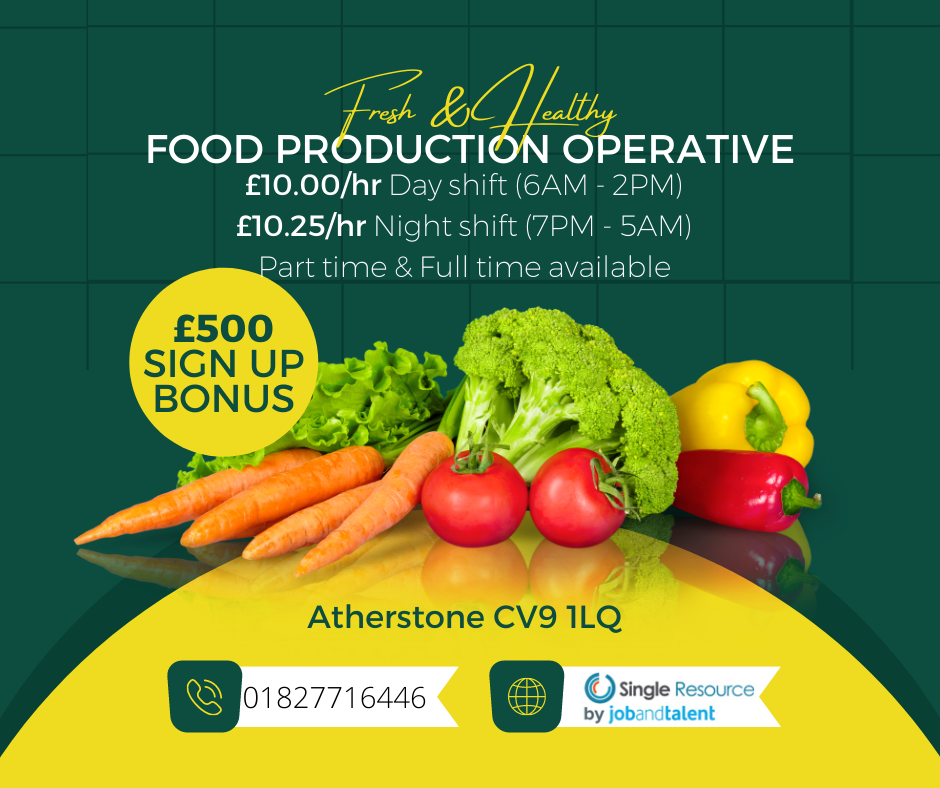 Fresh & Healthy
FOOD PRODUCTION OPERATIVE
£10.00/hr Day shift (6AM - 2PM)
£10.25/hr Night shift (7PM - 5AM)
Part time & Full time available
£500
SIGN UP
BONUS
Atherstone CV9 1LQ
01827716446
Single Resource
by jobandtalent